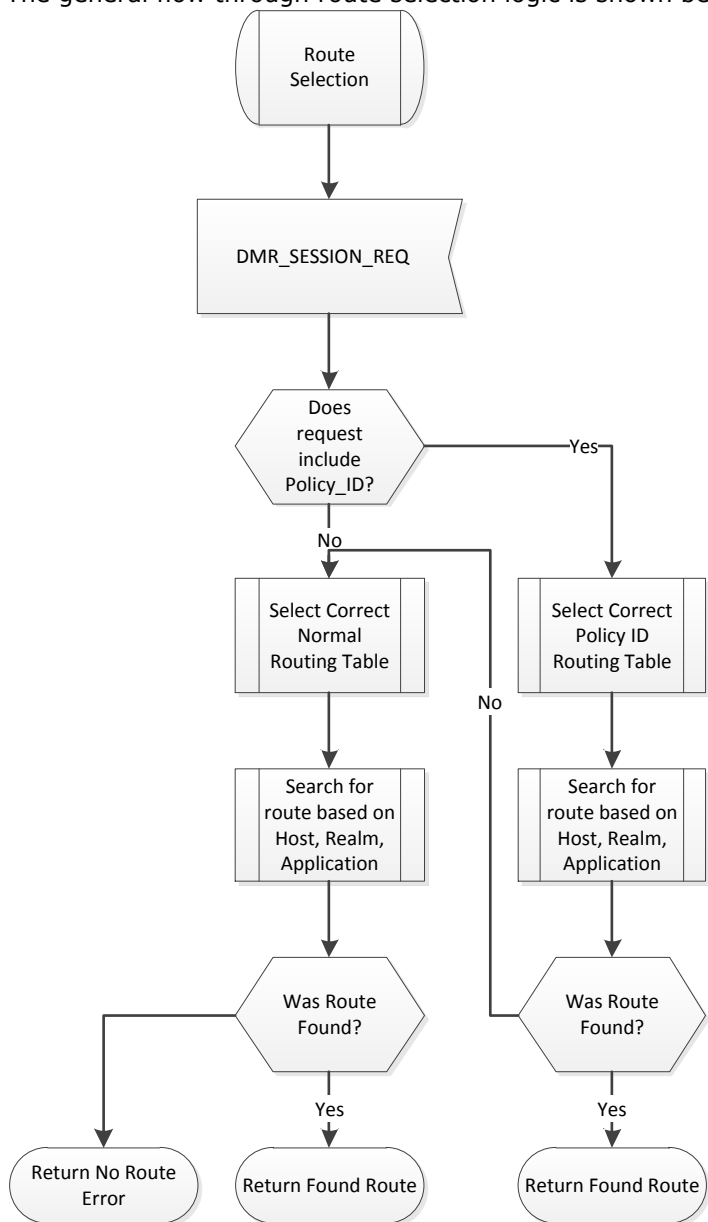 The general flow through route selection logic is shown be
Route
Selection
DMR_SESSION_REQ
Does
request
include
Policy_ID?
Yes
No
Select Correct
Normal
Routing Table
Select Correct
Policy ID
Routing Table
No
Search for
route based on
Host, Realm,
Application
Search for
route based on
Host, Realm,
Application
Was Route
Found?
Was Route
Found?
Yes
Yes
Return No Route
Error
Return Found Route
Return Found Route